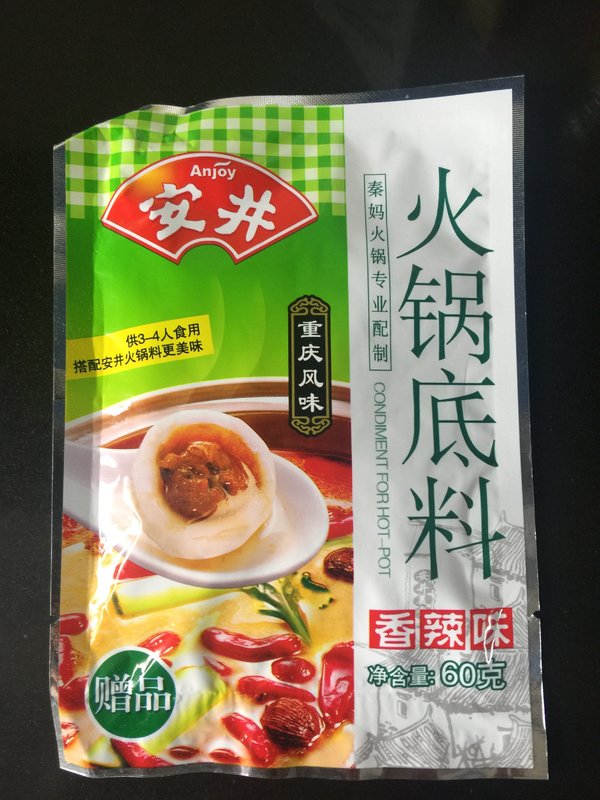 Anjoy
安井
供3-4人食用
搭配安井火锅料更美味
重庆风味
赠品
秦妈火锅专业配制
火锅底料
CONDIMENT FOR HOT-POT
香辣味
净含量:60克